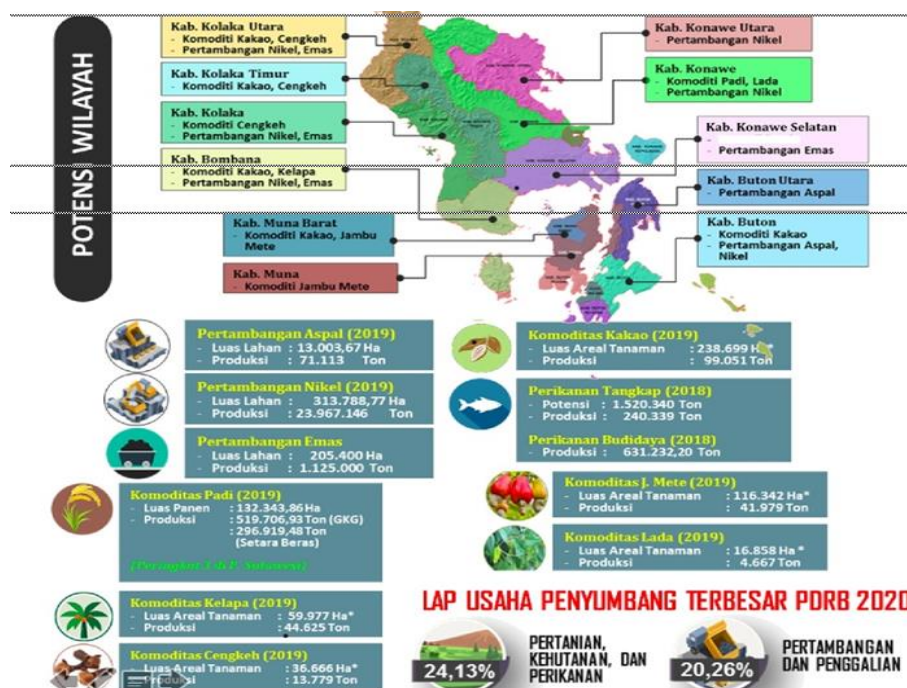 POTENSI WILAYAH
Kab. Kolaka Utara
- Komoditi Kakao, Cengkeh
- Pertambangan Nikel, Emas
Kab. Kolaka Timur
- Komoditi Kakao, Cengkeh
Kab. Kolaka
- Komoditi Cengkeh
- Pertambangan Nikel, Emas
Kab. Bombana
- Komoditi Kakao, Kelapa
- Pertambangan Nikel, Emas
Kab. Muna Barat
- Komoditi Kakao, Jambu
Mete
Kab. Muna
- Komoditi Jambu Mete
Kab. Konawe Utara
- Pertambangan Nikel
Kab. Konawe
- Komoditi Padi, Lada
- Pertambangan Nikel
Kab. Konawe Selatan
-
- Pertambangan Emas
Kab. Buton Utara
- Pertambangan Aspal
Kab. Buton
- Komoditi Kakao
- Pertambangan Aspal,
Nikel
Pertambangan Aspal (2019)
- Luas Lahan : 13.003,67 Ha
- Produksi : 71.113 Ton
Pertambangan Nikel (2019)
- Luas Lahan : 313.788,77 Ha
- Produksi : 23.967.146 Ton
Pertambangan Emas
- Luas Lahan : 205.400 Ha
- Produksi : 1.125.000 Ton
Komoditas Padi (2019)
- Luas Panen : 132.343,86 Ha
- Produksi : 519.706,93 Ton (GKG)
: 296.919,48 Ton
(Setara Beras)
(Peringkat 3 di P. Sulawesi)
Komoditas Kelapa (2019)
- Luas Areal Tanaman : 59.977 Ha*
- Produksi : 44.625 Ton
Komoditas Cengkeh (2019)
- Luas Areal Tanaman : 36.666 Ha*
- Produksi : 13.779 Ton
Komoditas Kakao (2019)
- Luas Areal Tanaman : 238.699 Ha
- Produksi : 99.051 Ton
Perikanan Tangkap (2018)
- Potensi : 1.520.340 Ton
- Produksi : 240.339 Ton
Perikanan Budidaya (2018)
- Produksi : 631.232,20 Ton
Komoditas J. Mete (2019)
- Luas Areal Tanaman : 116.342 Ha*
- Produksi : 41.979 Ton
Komoditas Lada (2019)
- Luas Areal Tanaman : 16.858 Ha *
- Produksi : 4.667 Ton
LAP USAHA PENYUMBANG TERBESAR PDRB 2020
24,13%
PERTANIAN,
KEHUTANAN, DAN
PERIKANAN
20,26%
PERTAMBANGAN
DAN PENGGALIAN